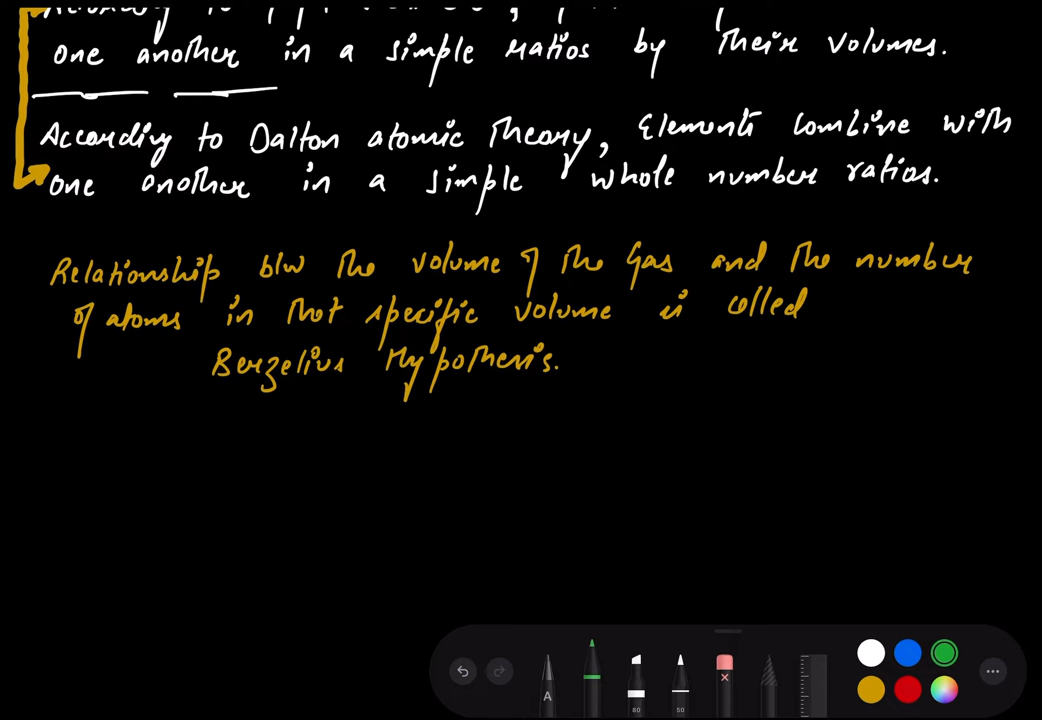 one another in a simple ratios by their volumes.
According to Dalton atomic theory, Elements combine with
one another in a simple whole number ratios.
Relationship b/w the volume of the Gas and the number
of atoms in that specific volume is called
Berzelius Hypothesis.
A
80
50